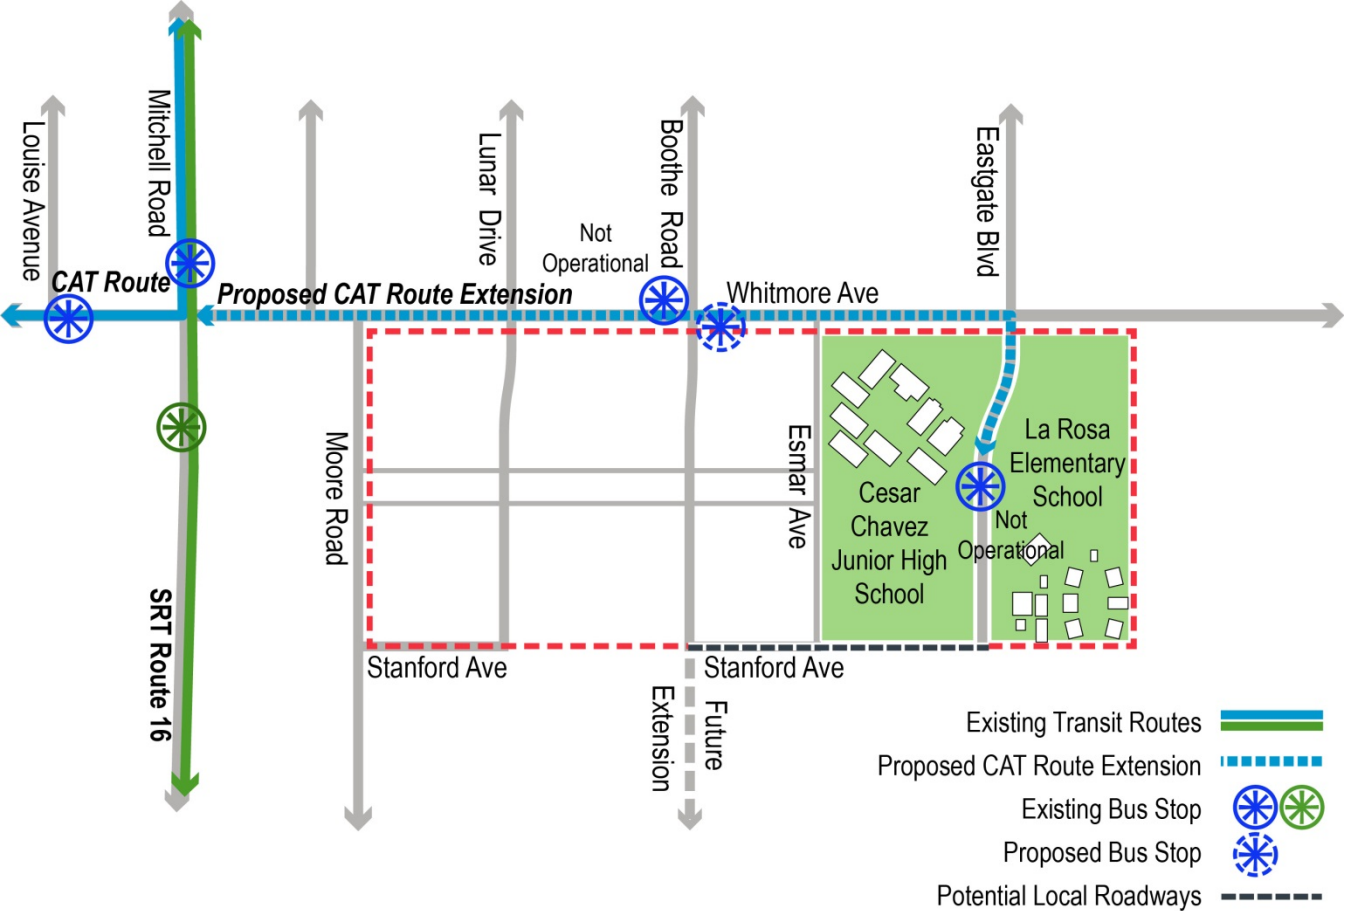 Louise Avenue
Mitchell Road
Lunar Drive
Boothe Road
Eastgate Blvd
Not
Operational
CAT Route
Proposed CAT Route Extension
Whitmore Ave
Moore Road
Esmar Ave
La Rosa
Elementary
School
Cesar
Chavez
Junior High
School
Not
Operational
SRT Route 16
Stanford Ave
Stanford Ave
Future
Extension
Existing Transit Routes
Proposed CAT Route Extension
Existing Bus Stop
Proposed Bus Stop
Potential Local Roadways